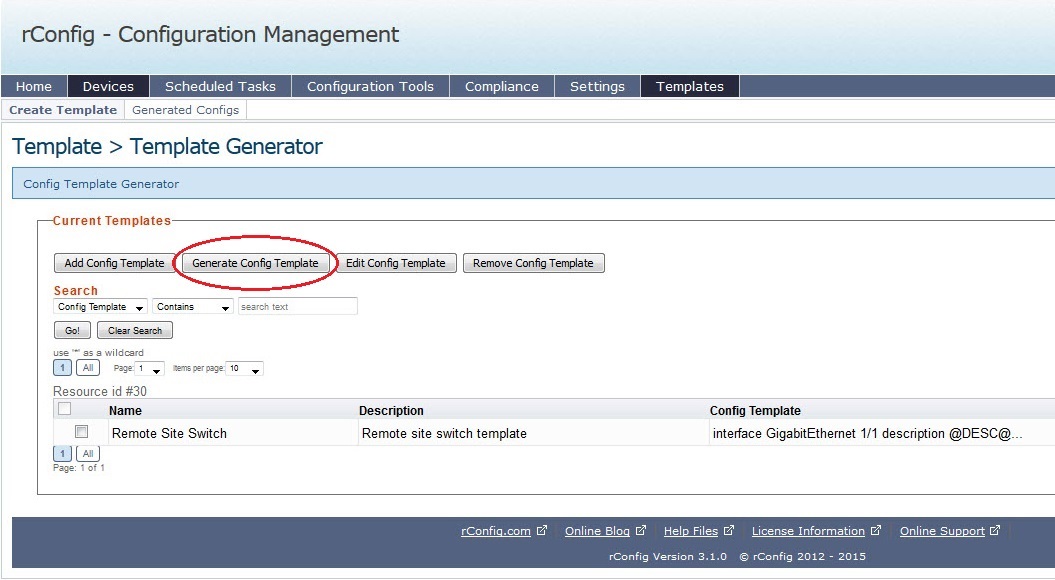 rConfig - Configuration Management
Home Devices Scheduled Tasks Configuration Tools Compliance Settings Templates
Create Template Generated Configs
Template > Template Generator
Config Template Generator
Current Templates
Add Config Template Generate Config Template Edit Config Template Remove Config Template
Search
Config Template Contains search text
Go! Clear Search
use '*' as a wildcard
1 All Page: 1 Items per page: 10
Resource id #30
Name Description Config Template
Remote Site Switch Remote site switch template interface GigabitEthernet 1/1 description @DESC@...
1 All
Page: 1 of 1
rConfig.com Online Blog Help Files License Information Online Support
rConfig Version 3.1.0 © rConfig 2012 - 2015